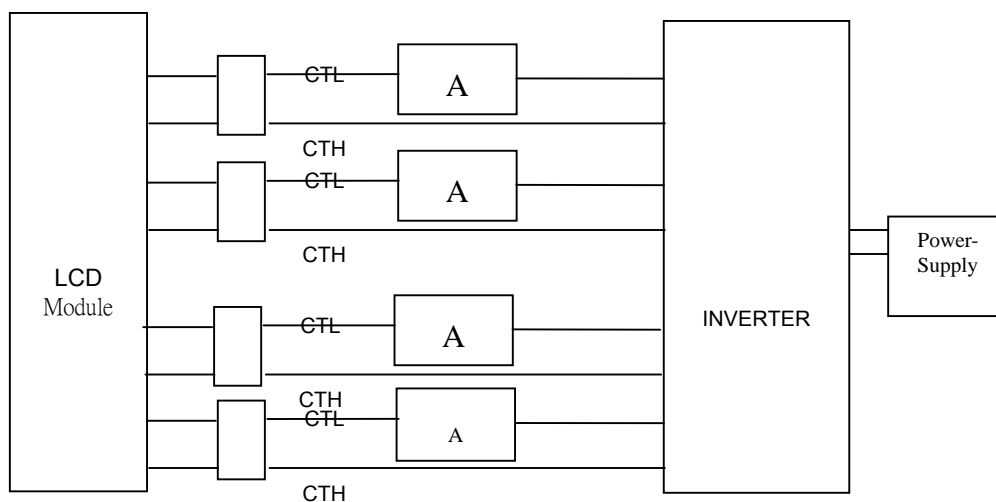 CTL
A
CTH
CTL
A
CTH
LCD
Module
CTL
A
CTH
CTL
A
CTH
INVERTER
Power-
Supply